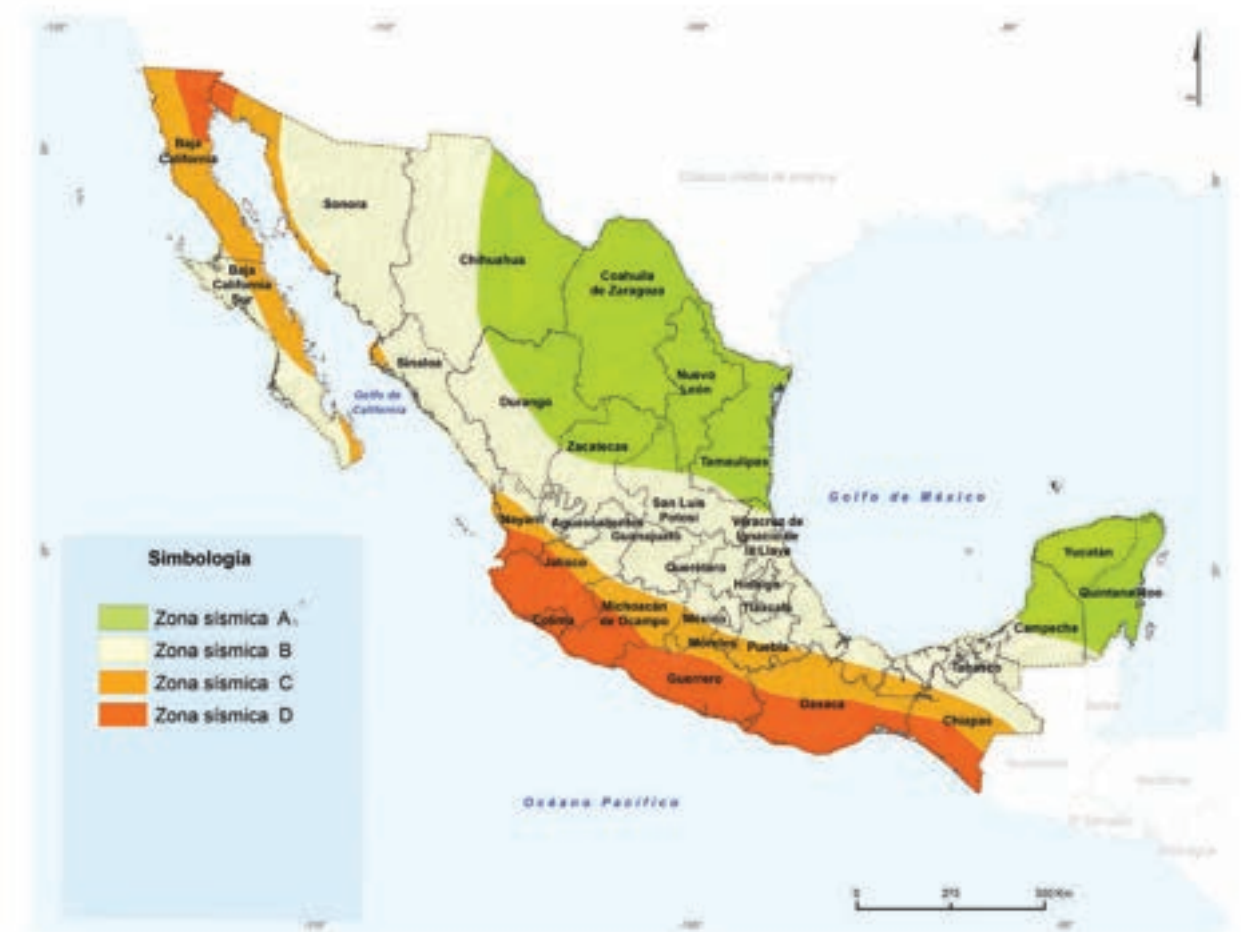 Baja
California
Sonora
Chihuahua
Coahuila
de Zaragoza
Baja
California
Sur
Sinaloa
Nuevo
León
Golfo de
California
Durango
Zacatecas
Tamaulipas
Golfo de México
San Luis
Potosí
Nayarit
Aguascalientes
Veracruz de
Ignacio de
la Llave
Guanajuato
Yucatán
Simbología
Jalisco
Querétaro
Hidalgo
Quintana Roo
Zona sísmica A
Michoacán
de Ocampo
México
Tlaxcala
Colima
Campeche
Zona sísmica B
Morelos
Puebla
Tabasco
Zona sísmica C
Guerrero
Oaxaca
Zona sísmica D
Chiapas
Océano Pacífico
0
275